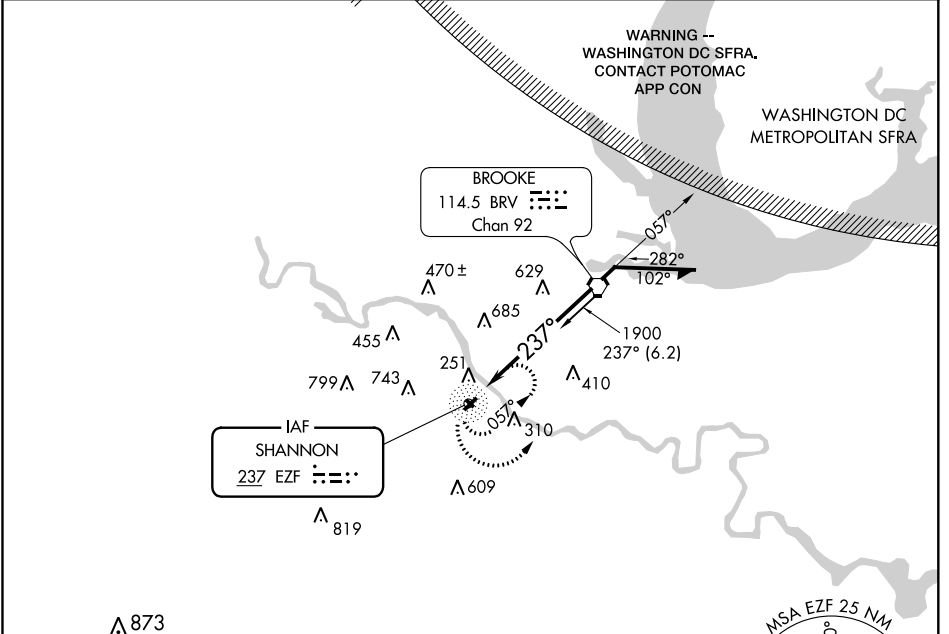 WARNING --
WASHINGTON DC SFRA.
CONTACT POTOMAC
APP CON
WASHINGTON DC
METROPOLITAN SFRA
BROOKE
114.5 BRV
Chan 92
057°
282°
102°
470 ±
629
685
237°
1900
237° (6.2)
455
251
799
743
410
057°
310
IAF
SHANNON
237 EZF
609
819
873
MSA EZF 25 NM